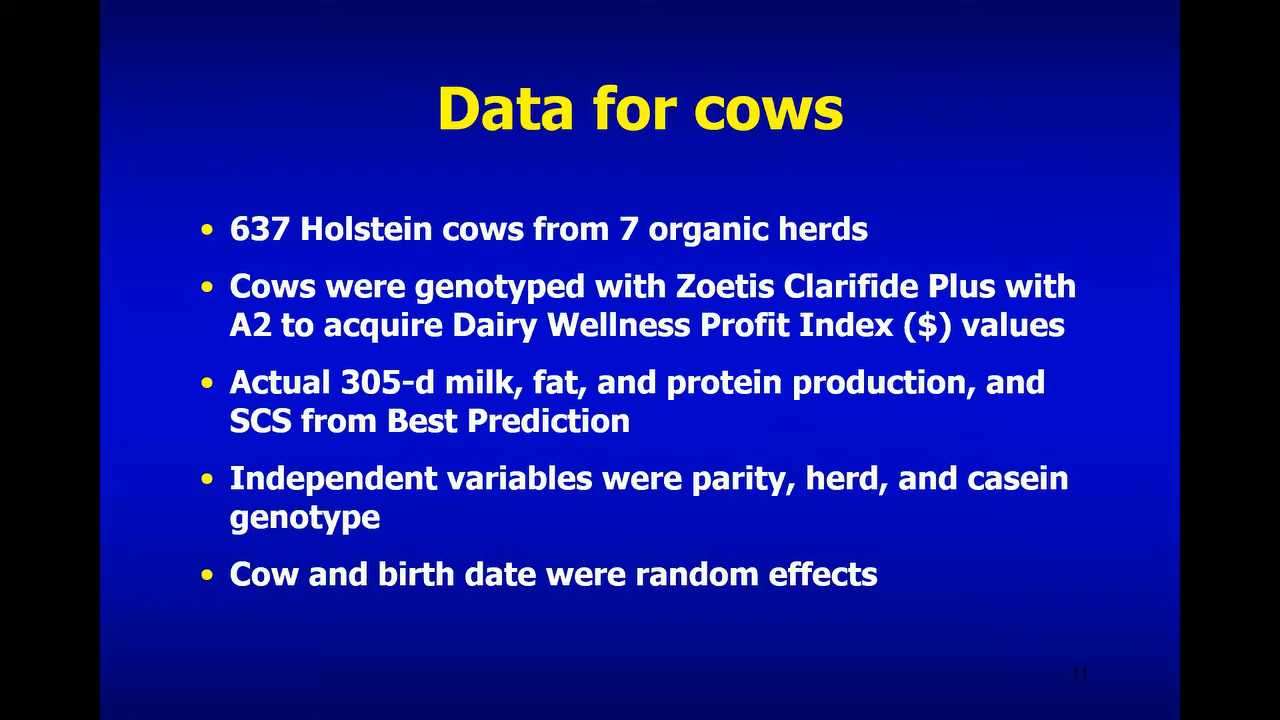 Data for cows
• 637 Holstein cows from 7 organic herds
• Cows were genotyped with Zoetis Clarifide Plus with
A2 to acquire Dairy Wellness Profit Index ($) values
• Actual 305-d milk, fat, and protein production, and
SCS from Best Prediction
• Independent variables were parity, herd, and casein
genotype
• Cow and birth date were random effects
11